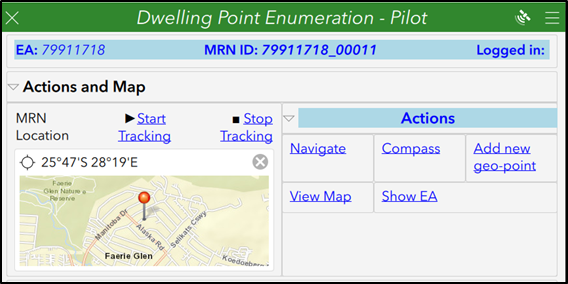 Dwelling Point Enumeration - Pilot
EA: 79911718 MRN ID: 79911718_00011 Logged in:
Actions and Map
MRN Location
▶Start Tracking
■ Stop Tracking
25°47'S 28°19'E
Faerie
Glen Nature
Reserve
Manitoba Dr
Alaska Rd
Selikats Cswy
Faerie Glen
Koedoeberg
Actions
Navigate
Compass
Add new
geo-point
View Map
Show EA